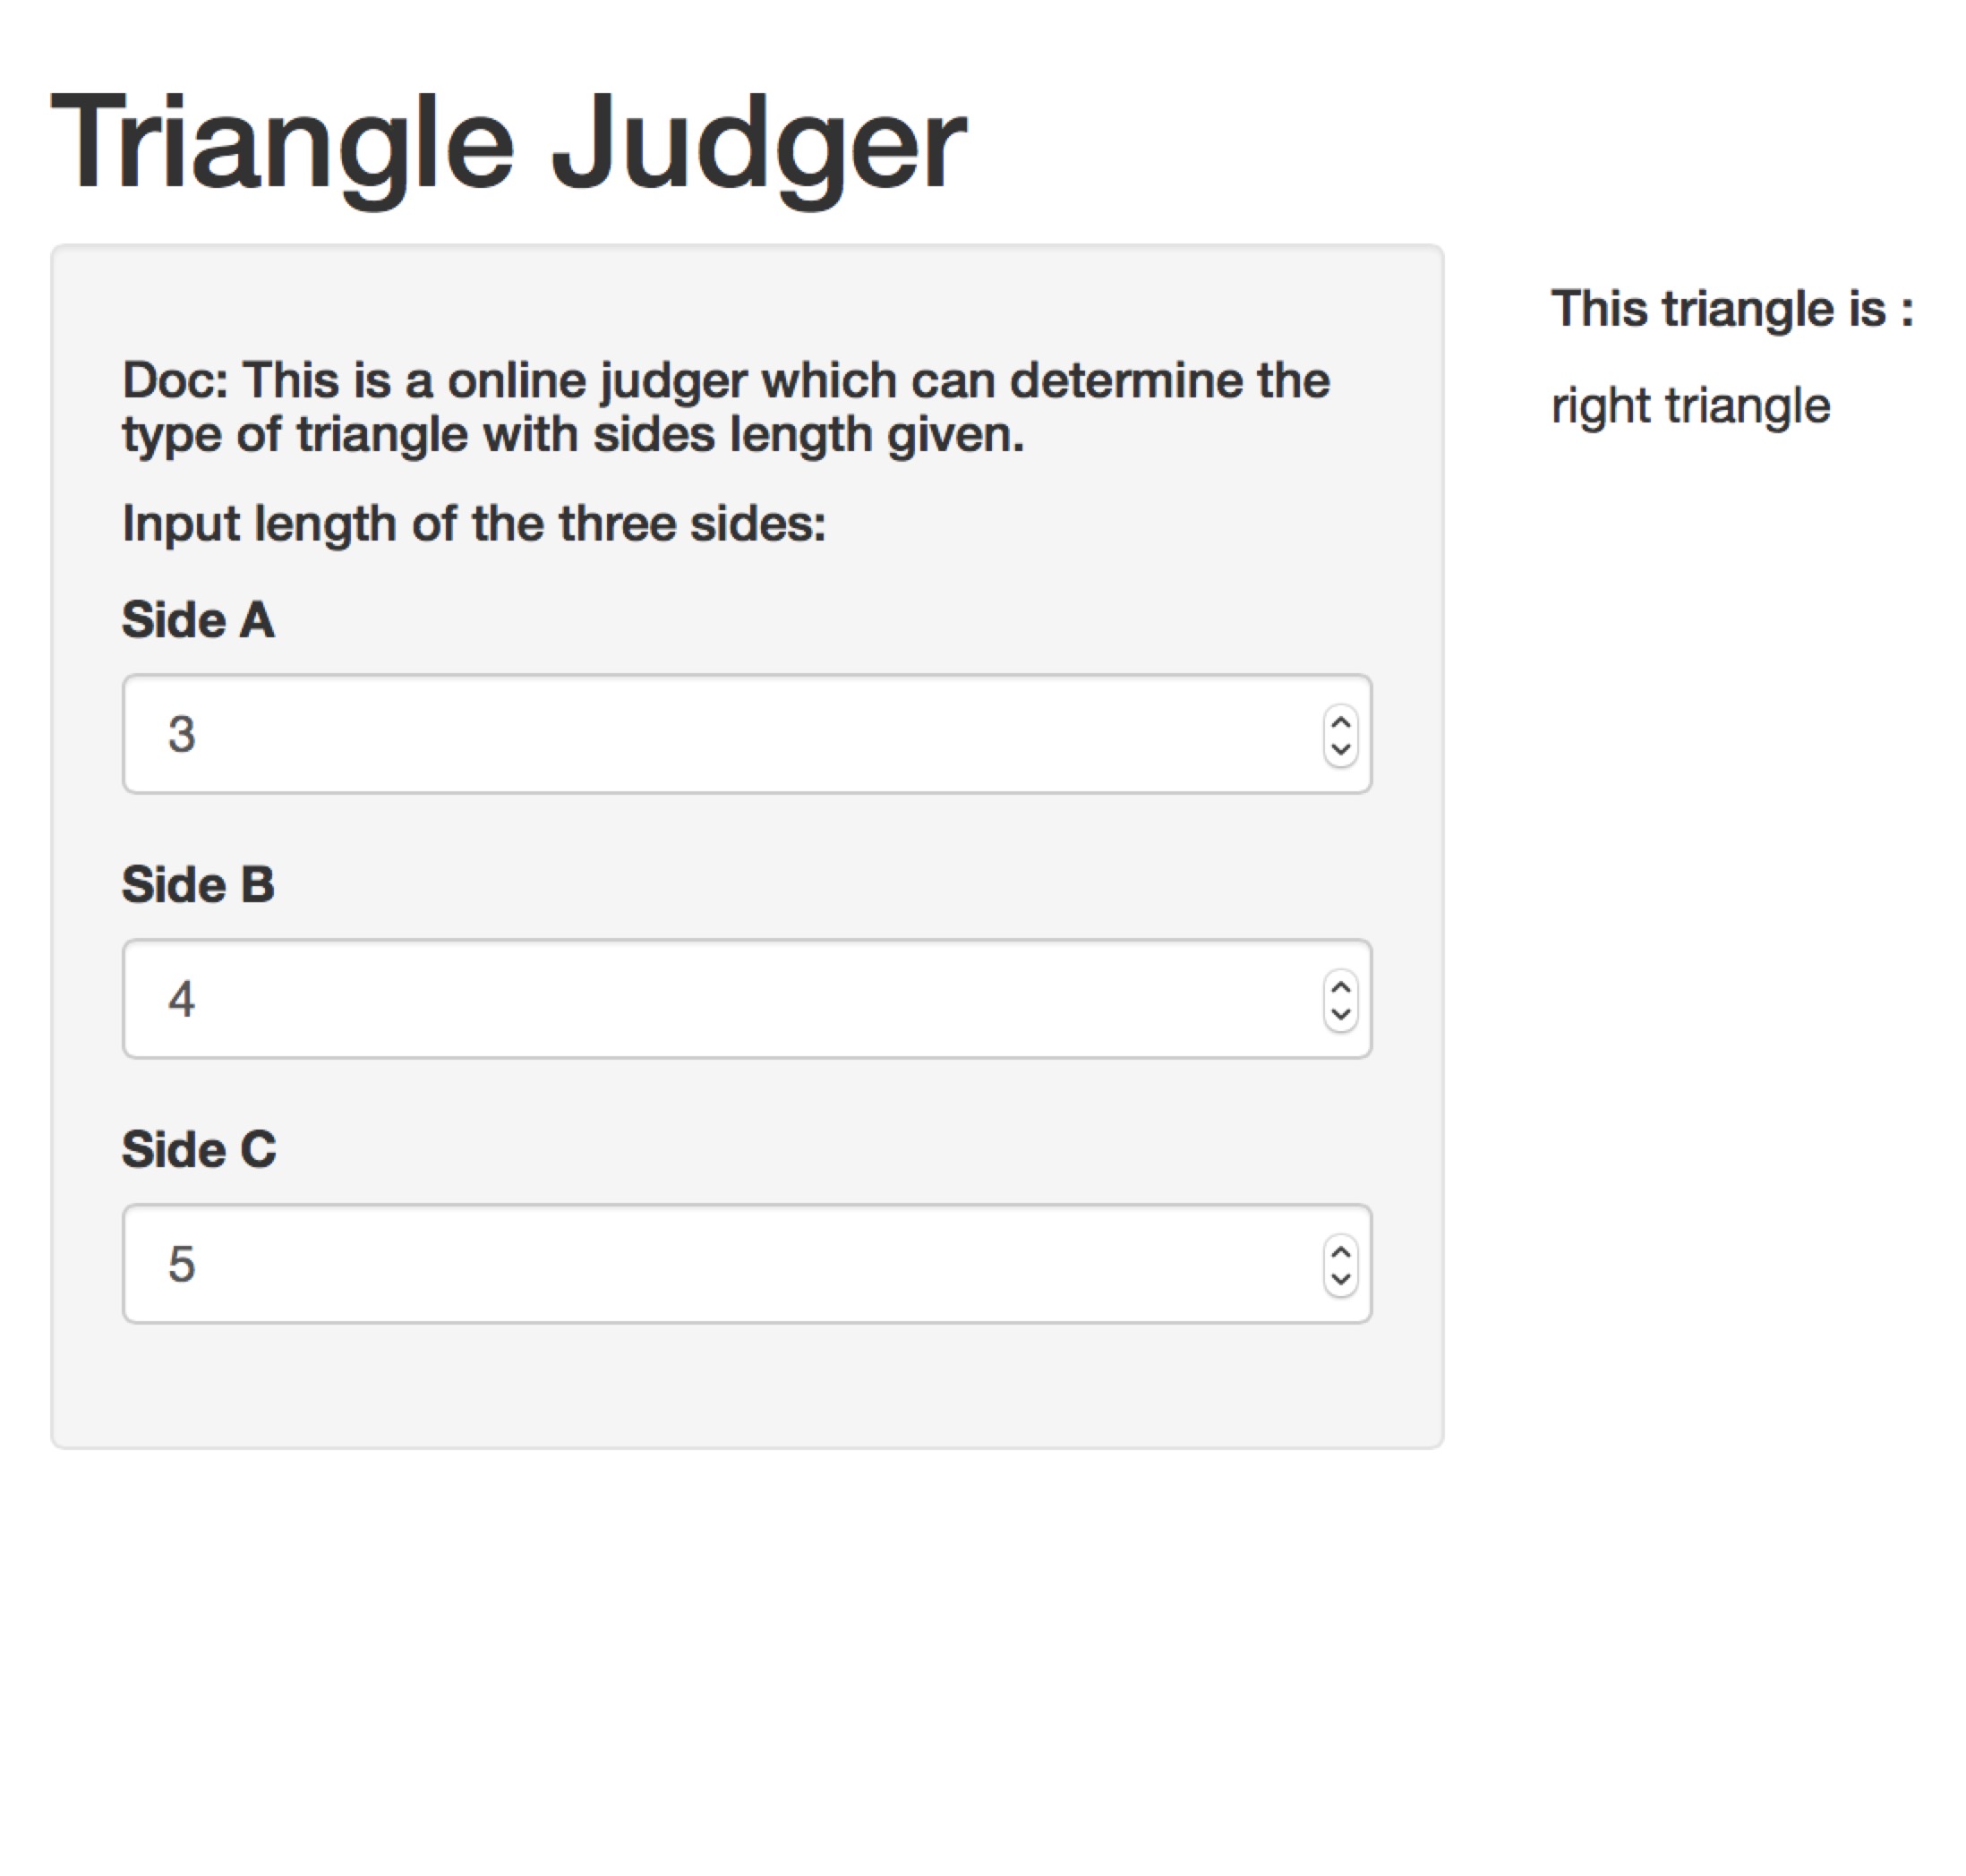 Triangle Judger
Doc: This is a online judger which can determine the
type of triangle with sides length given.
Input length of the three sides:
Side A
3
Side B
4
Side C
5
This triangle is :
right triangle